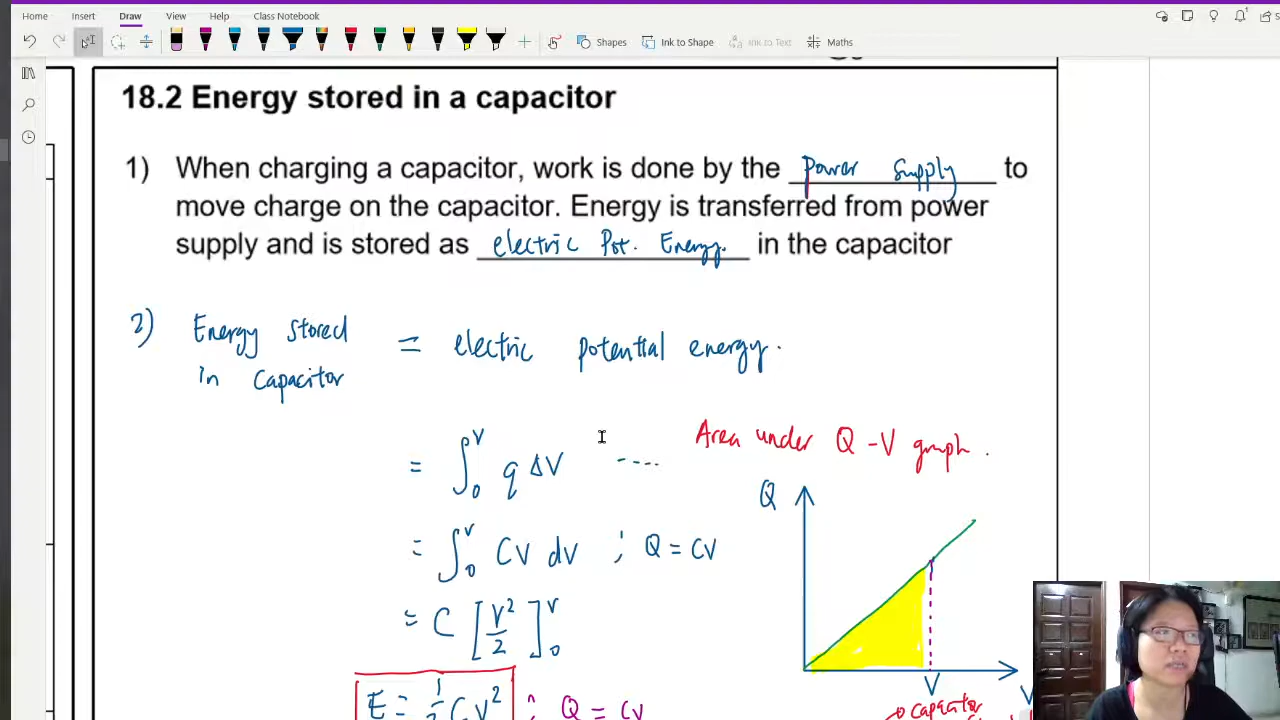 Home Insert Draw View Help Class Notebook
Shapes Ink to Shape Ink to Text Maths
18.2 Energy stored in a capacitor
1) When charging a capacitor, work is done by the Power Supply to
move charge on the capacitor. Energy is transferred from power
supply and is stored as electric Pot. Energy. in the capacitor
2) Energy Stored = electric potential energy.
in Capacitor
= ∫₀ⱽ q ΔV ---- Area under Q-V graph.
Q
= ∫₀ⱽ CV dV ; Q = CV
= C [V²/2]₀ⱽ
V
V
E = ½CV² ; Q = CV
capacitor